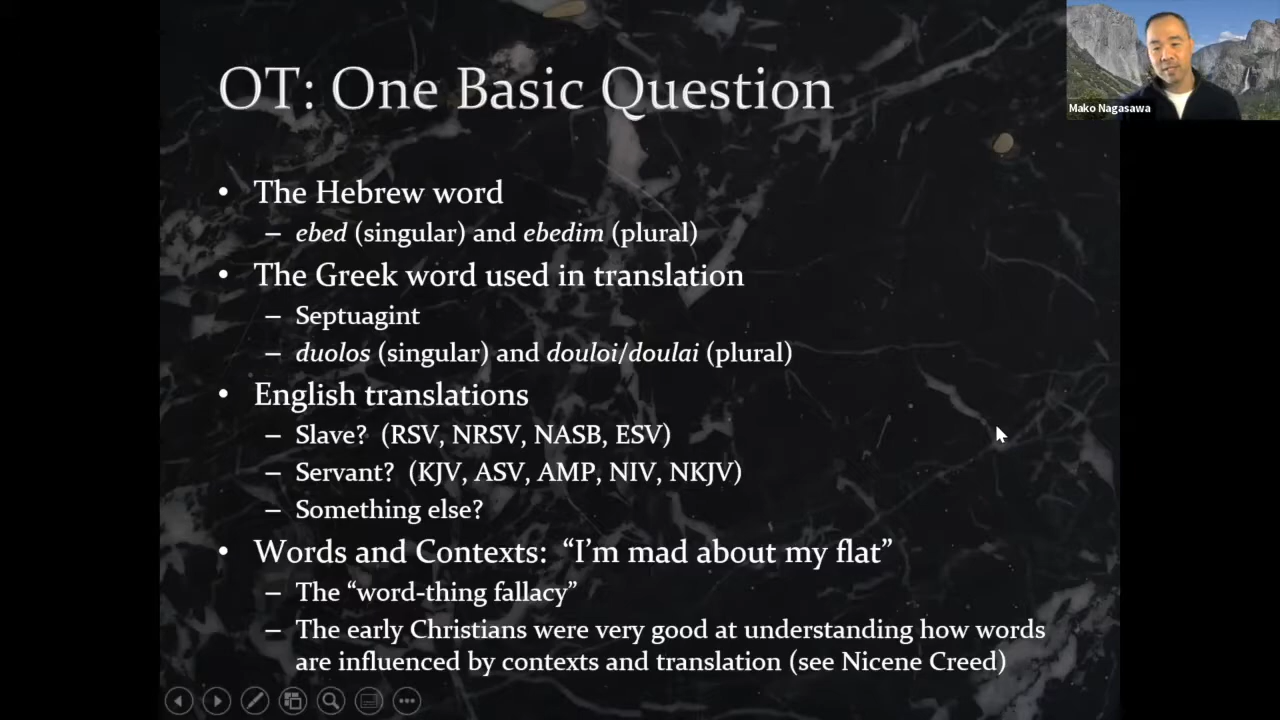 OT: One Basic Question
Mako Nagasawa
• The Hebrew word
– ebed (singular) and ebedim (plural)
• The Greek word used in translation
– Septuagint
– duolos (singular) and douloi/doulai (plural)
• English translations
– Slave? (RSV, NRSV, NASB, ESV)
– Servant? (KJV, ASV, AMP, NIV, NKJV)
– Something else?
• Words and Contexts: “I’m mad about my flat”
– The “word-thing fallacy”
– The early Christians were very good at understanding how words
are influenced by contexts and translation (see Nicene Creed)